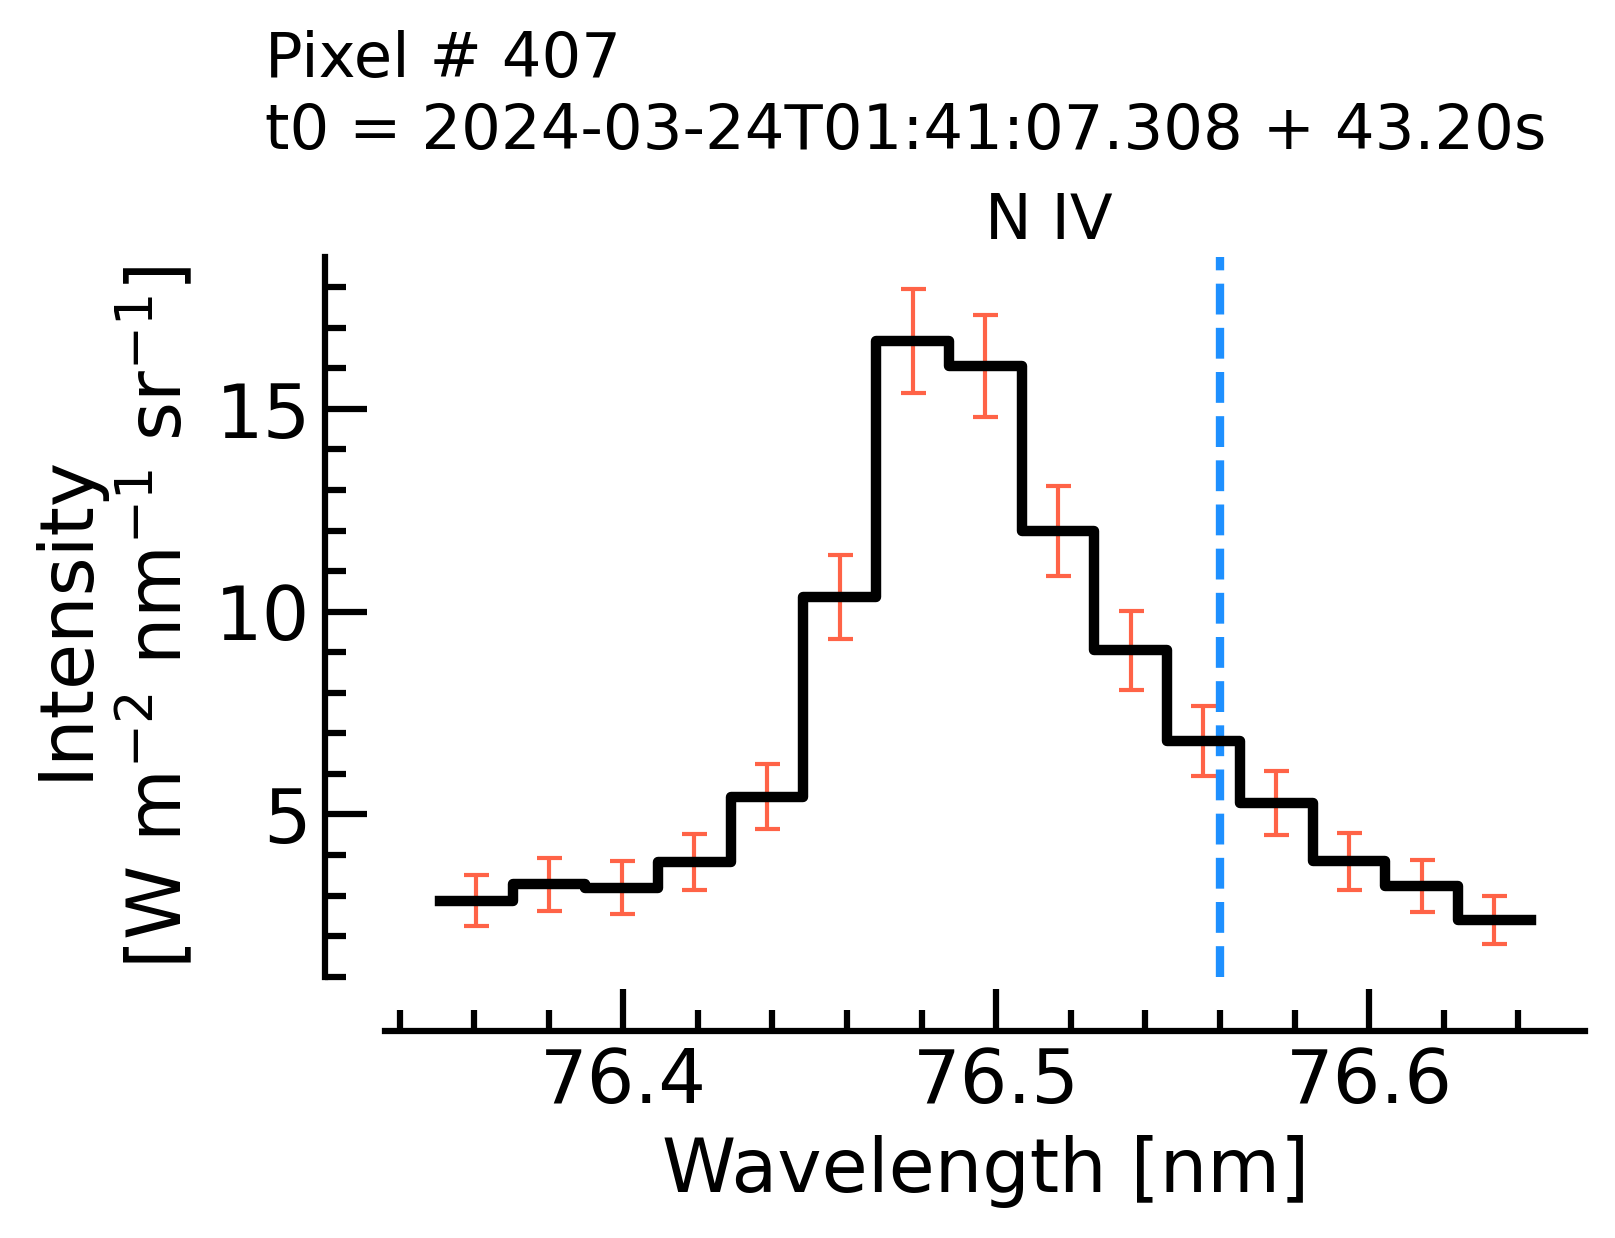 Pixel # 407
t0 = 2024-03-24T01:41:07.308 + 43.20s
N IV
Intensity
[W m⁻² nm⁻¹ sr⁻¹]
15
10
5
76.4 76.5 76.6
Wavelength [nm]